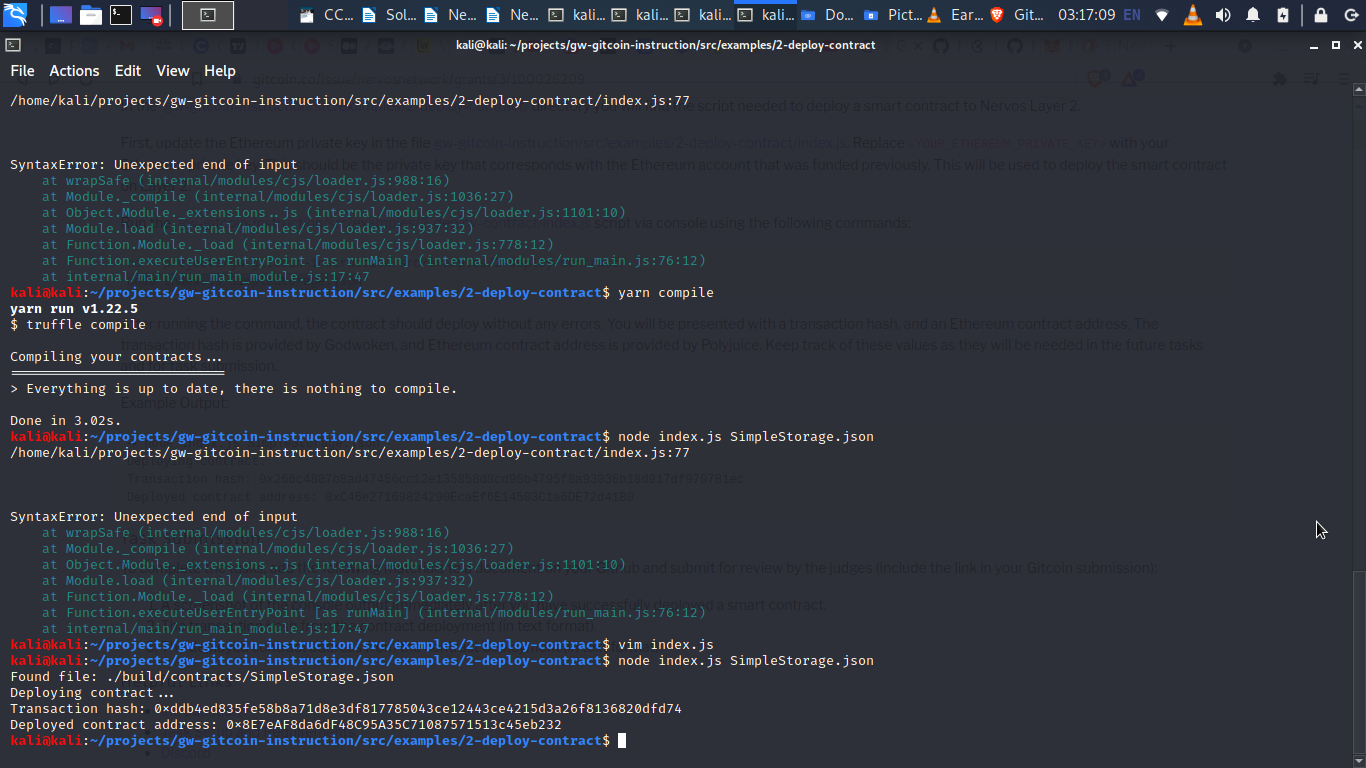 CC... Sol... Ne... Ne... kali... kali... kali... kali... Do... Pict... Ear... Git... 03:17:09 EN
kali@kali: ~/projects/gw-gitcoin-instruction/src/examples/2-deploy-contract
File Actions Edit View Help
/home/kali/projects/gw-gitcoin-instruction/src/examples/2-deploy-contract/index.js:77
SyntaxError: Unexpected end of input
at wrapSafe (internal/modules/cjs/loader.js:988:16)
at Module._compile (internal/modules/cjs/loader.js:1036:27)
at Object.Module._extensions..js (internal/modules/cjs/loader.js:1101:10)
at Module.load (internal/modules/cjs/loader.js:937:32)
at Function.Module._load (internal/modules/cjs/loader.js:778:12)
at Function.executeUserEntryPoint [as runMain] (internal/modules/run_main.js:76:12)
at internal/main/run_main_module.js:17:47
kali@kali:~/projects/gw-gitcoin-instruction/src/examples/2-deploy-contract$ yarn compile
yarn run v1.22.5
$ truffle compile
Compiling your contracts...
===========================
> Everything is up to date, there is nothing to compile.
Done in 3.02s.
kali@kali:~/projects/gw-gitcoin-instruction/src/examples/2-deploy-contract$ node index.js SimpleStorage.json
/home/kali/projects/gw-gitcoin-instruction/src/examples/2-deploy-contract/index.js:77
SyntaxError: Unexpected end of input
at wrapSafe (internal/modules/cjs/loader.js:988:16)
at Module._compile (internal/modules/cjs/loader.js:1036:27)
at Object.Module._extensions..js (internal/modules/cjs/loader.js:1101:10)
at Module.load (internal/modules/cjs/loader.js:937:32)
at Function.Module._load (internal/modules/cjs/loader.js:778:12)
at Function.executeUserEntryPoint [as runMain] (internal/modules/run_main.js:76:12)
at internal/main/run_main_module.js:17:47
kali@kali:~/projects/gw-gitcoin-instruction/src/examples/2-deploy-contract$ vim index.js
kali@kali:~/projects/gw-gitcoin-instruction/src/examples/2-deploy-contract$ node index.js SimpleStorage.json
Found file: ./build/contracts/SimpleStorage.json
Deploying contract...
Transaction hash: 0xddb4ed835fe58b8a71d8e3df817785043ce12443ce4215d3a26f8136820dfd74
Deployed contract address: 0x8E7eAF8da6dF48C95A35C71087571513c45eb232
kali@kali:~/projects/gw-gitcoin-instruction/src/examples/2-deploy-contract$